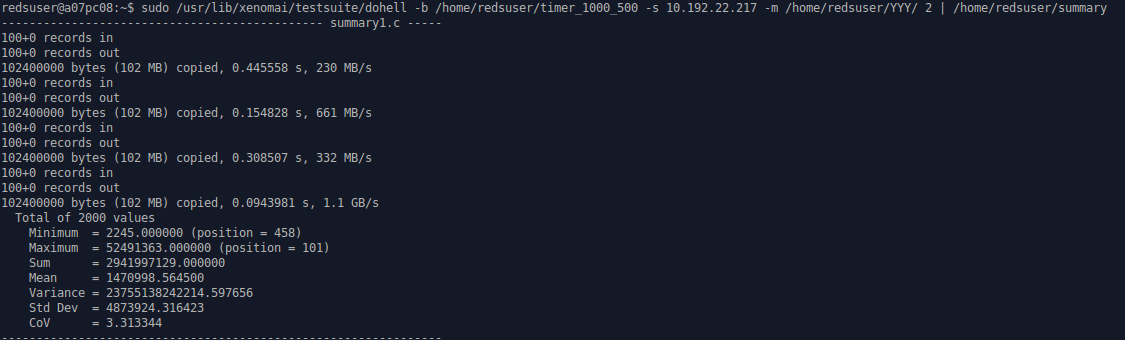 redsuser@a07pc08:~$ sudo /usr/lib/xenomai/testsuite/dohell -b /home/redsuser/timer_1000_500 -s 10.192.22.217 -m /home/redsuser/YYY/ 2 | /home/redsuser/summary
---------------------------------------------- summary1.c -----
100+0 records in
100+0 records out
102400000 bytes (102 MB) copied, 0.445558 s, 230 MB/s
100+0 records in
100+0 records out
102400000 bytes (102 MB) copied, 0.154828 s, 661 MB/s
100+0 records in
100+0 records out
102400000 bytes (102 MB) copied, 0.308507 s, 332 MB/s
100+0 records in
100+0 records out
102400000 bytes (102 MB) copied, 0.0943981 s, 1.1 GB/s
  Total of 2000 values
    Minimum  = 2245.000000 (position = 458)
    Maximum  = 52491363.000000 (position = 101)
    Sum      = 2941997129.000000
    Mean     = 1470998.564500
    Variance = 23755138242214.597656
    Std Dev  = 4873924.316423
    CoV      = 3.313344
---------------------------------------------------------------